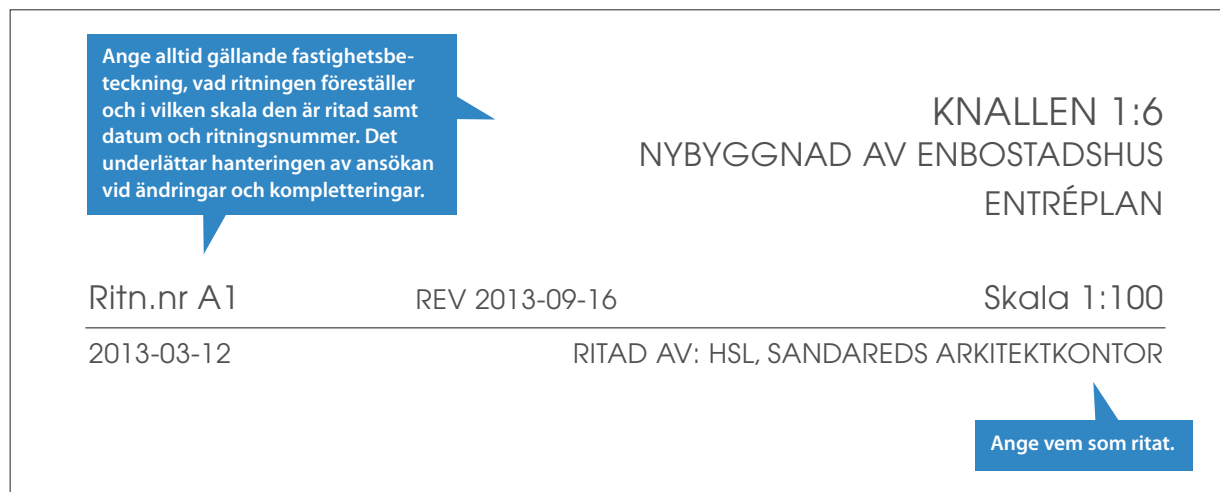 Ange alltid gällande fastighetsbe-
teckning, vad ritningen föreställer
och i vilken skala den är ritad samt
datum och ritningsnummer. Det
underlättar hanteringen av ansökan
vid ändringar och kompletteringar.
KNALLEN 1:6
NYBYGGNAD AV ENBOSTADSHUS
ENTRÉPLAN
Ritn.nr A1 REV 2013-09-16 Skala 1:100
2013-03-12 RITAD AV: HSL, SANDAREDS ARKITEKTKONTOR
Ange vem som ritat.